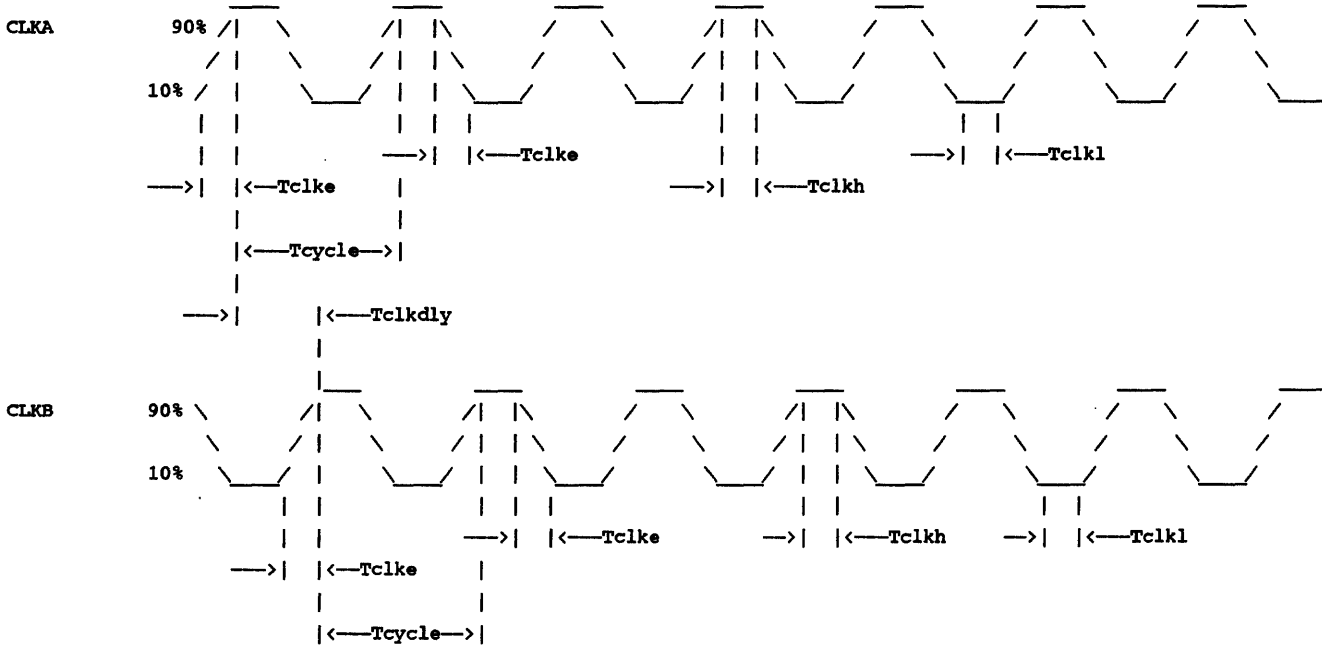 CLKA 90%
10%
Tclke Tclkl
Tclke Tclkh
Tcycle
Tclkdly
CLKB 90%
10%
Tclke Tclkh Tclkl
Tclke
Tcycle